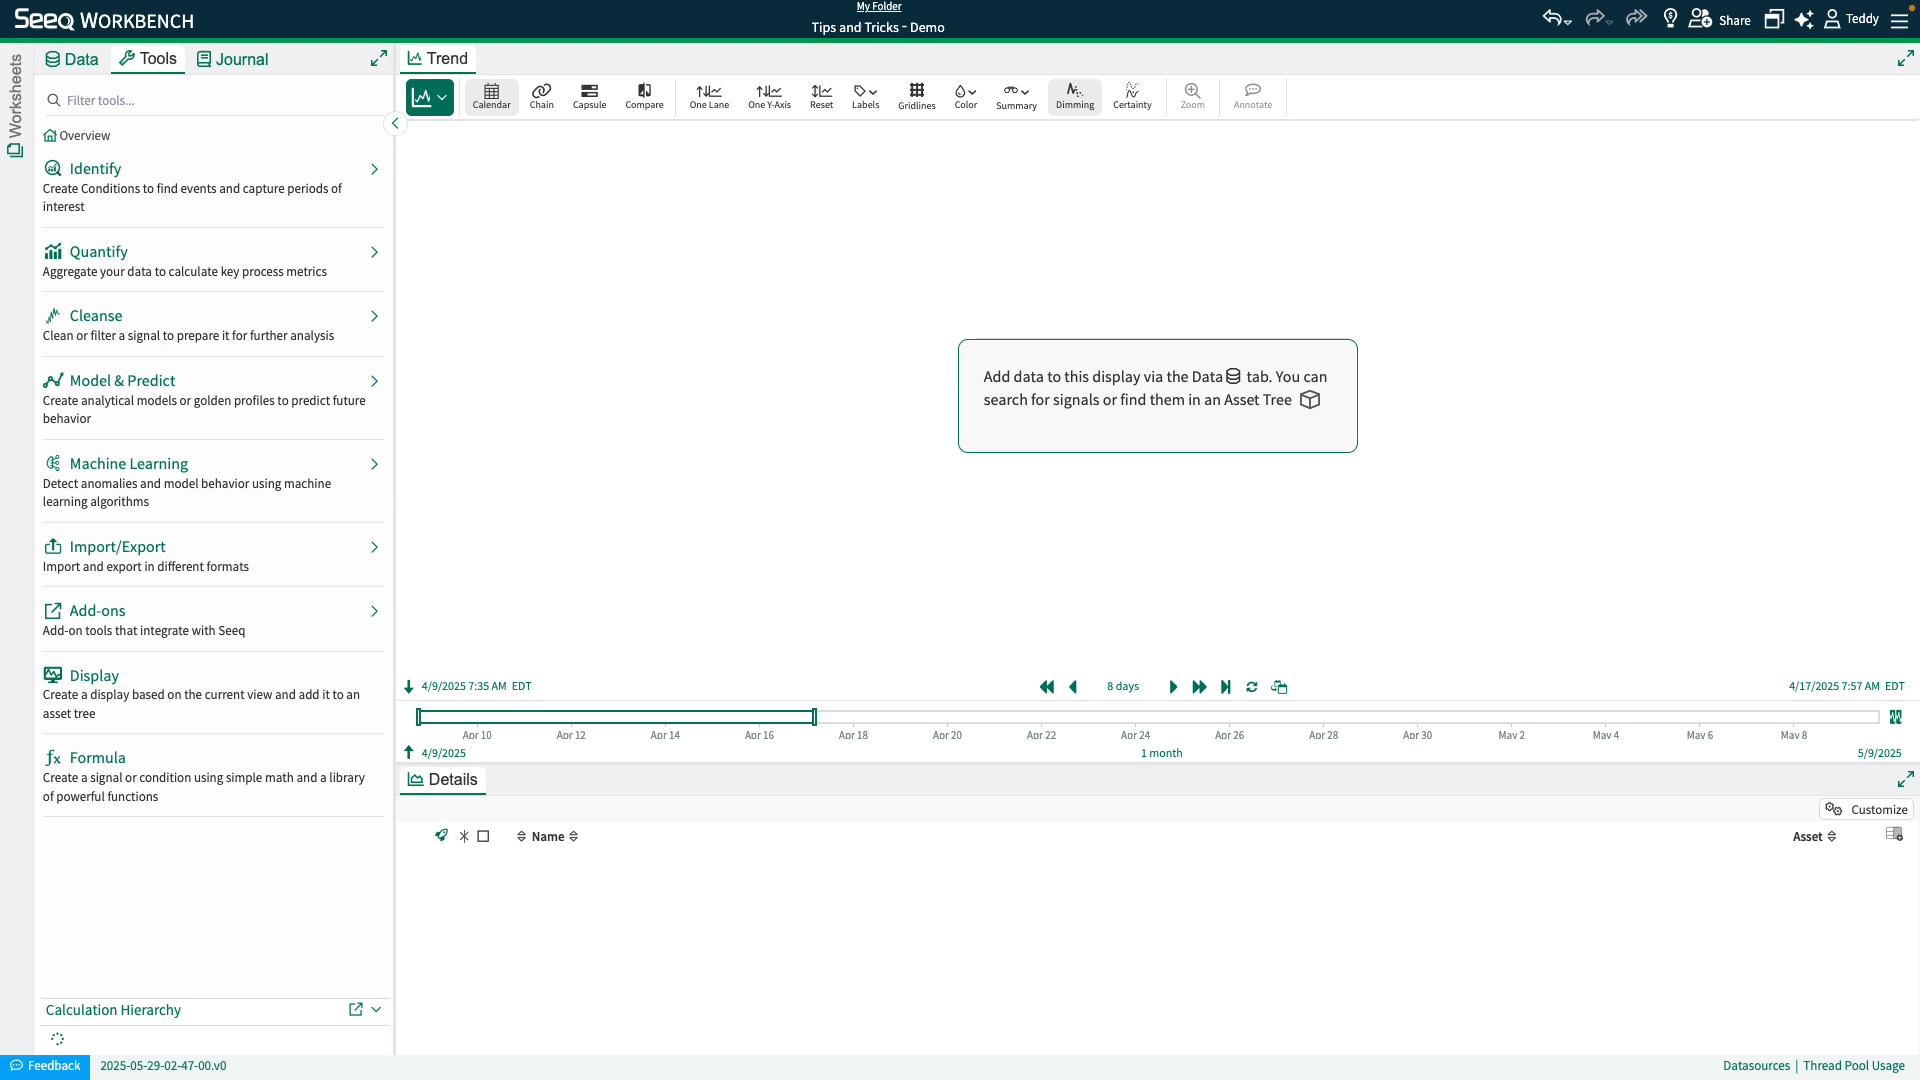 Seeq WORKBENCH
My Folder
Tips and Tricks - Demo
Share
Teddy
Worksheets
Data
Tools
Journal
Filter tools...
Overview
Identify
Create Conditions to find events and capture periods of
interest
Quantify
Aggregate your data to calculate key process metrics
Cleanse
Clean or filter a signal to prepare it for further analysis
Model & Predict
Create analytical models or golden profiles to predict future
behavior
Machine Learning
Detect anomalies and model behavior using machine
learning algorithms
Import/Export
Import and export in different formats
Add-ons
Add-on tools that integrate with Seeq
Display
Create a display based on the current view and add it to an
asset tree
Formula
Create a signal or condition using simple math and a library
of powerful functions
Calculation Hierarchy
Trend
Calendar
Chain
Capsule
Compare
One Lane
One Y-Axis
Reset
Labels
Gridlines
Color
Summary
Dimming
Certainty
Zoom
Annotate
Add data to this display via the Data tab. You can
search for signals or find them in an Asset Tree
4/9/2025 7:35 AM EDT
8 days
4/17/2025 7:57 AM EDT
Apr 10
Apr 12
Apr 14
Apr 16
Apr 18
Apr 20
Apr 22
Apr 24
Apr 26
Apr 28
Apr 30
May 2
May 4
May 6
May 8
4/9/2025
1 month
5/9/2025
Details
Customize
Name
Asset
Feedback
2025-05-29-02-47-00.v0
Datasources | Thread Pool Usage